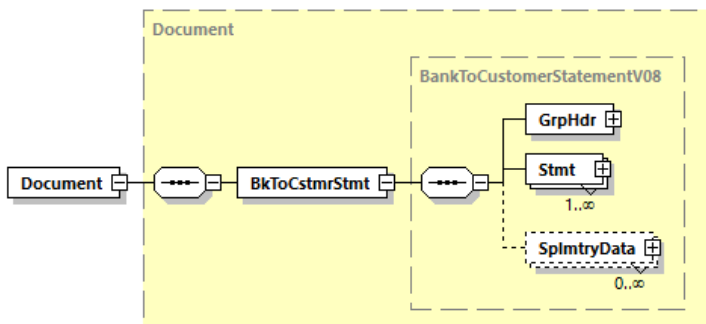 Document
BankToCustomerStatementV08
GrpHdr
Document
BkToCstmrStmt
Stmt
1..∞
SplmtryData
0..∞